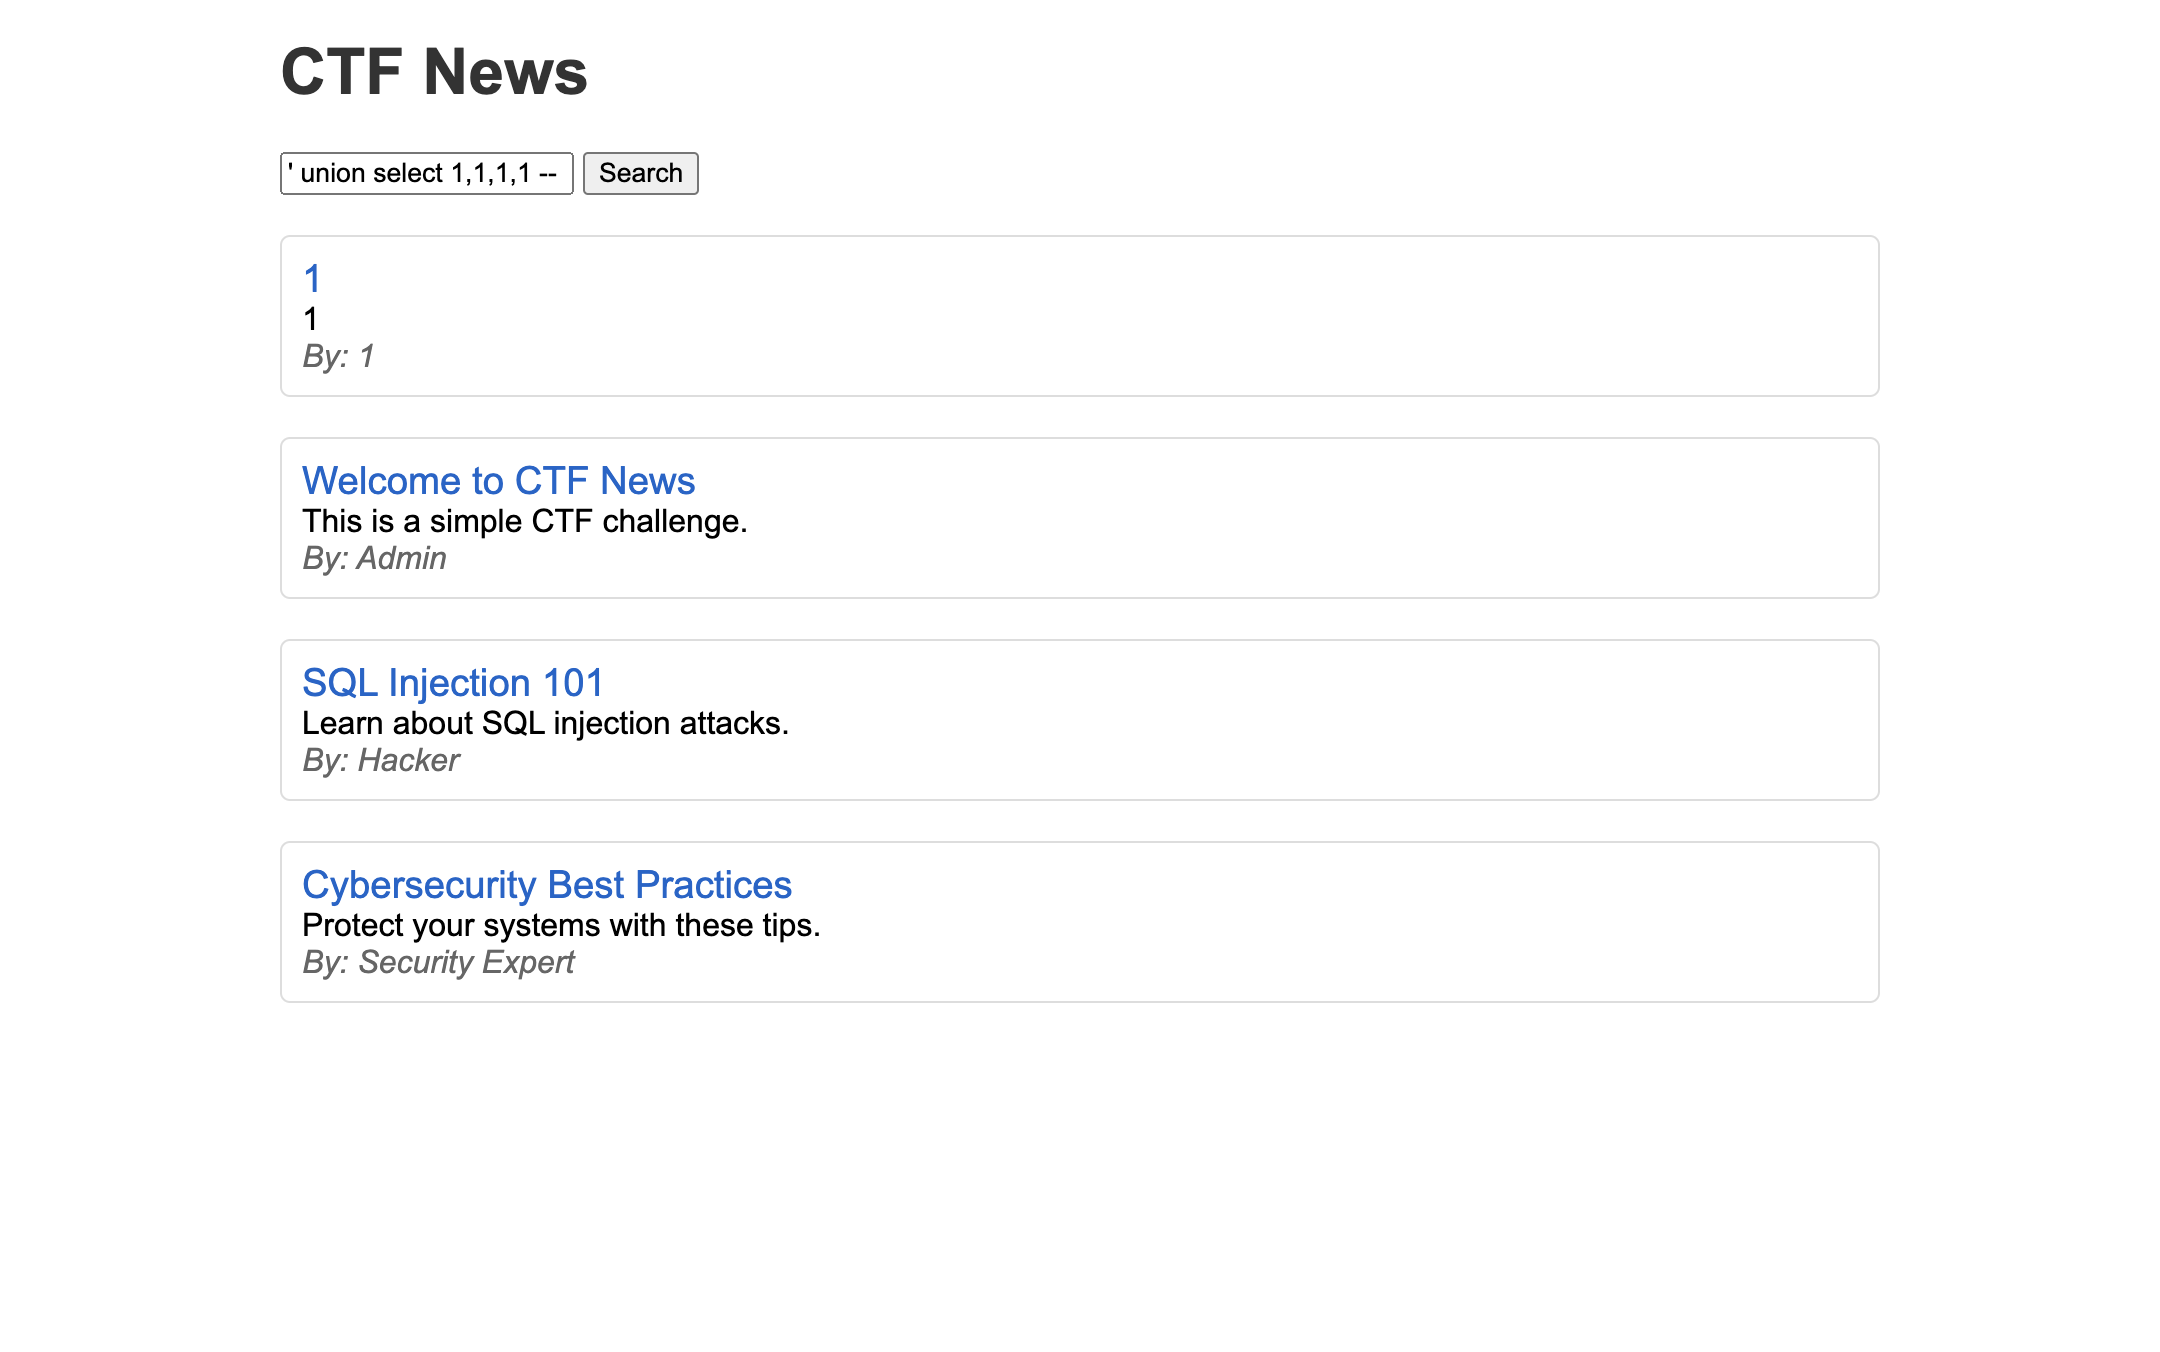 CTF News
' union select 1,1,1,1 --
Search
1
1
By: 1
Welcome to CTF News
This is a simple CTF challenge.
By: Admin
SQL Injection 101
Learn about SQL injection attacks.
By: Hacker
Cybersecurity Best Practices
Protect your systems with these tips.
By: Security Expert